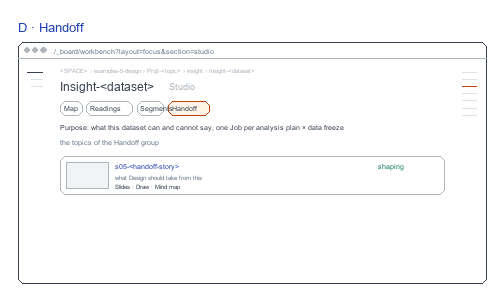 D · Handoff
/_board/workbench?layout=focus&section=studio
<SPACE> › examples-5-design › Proj-<topic> › insight › Insight-<dataset>
Insight-<dataset> Studio
Map Readings Segments Handoff
Purpose: what this dataset can and cannot say, one Job per analysis plan × data freeze
the topics of the Handoff group
s05-<handoff-story> shaping
what Design should take from this
Slides · Draw · Mind map